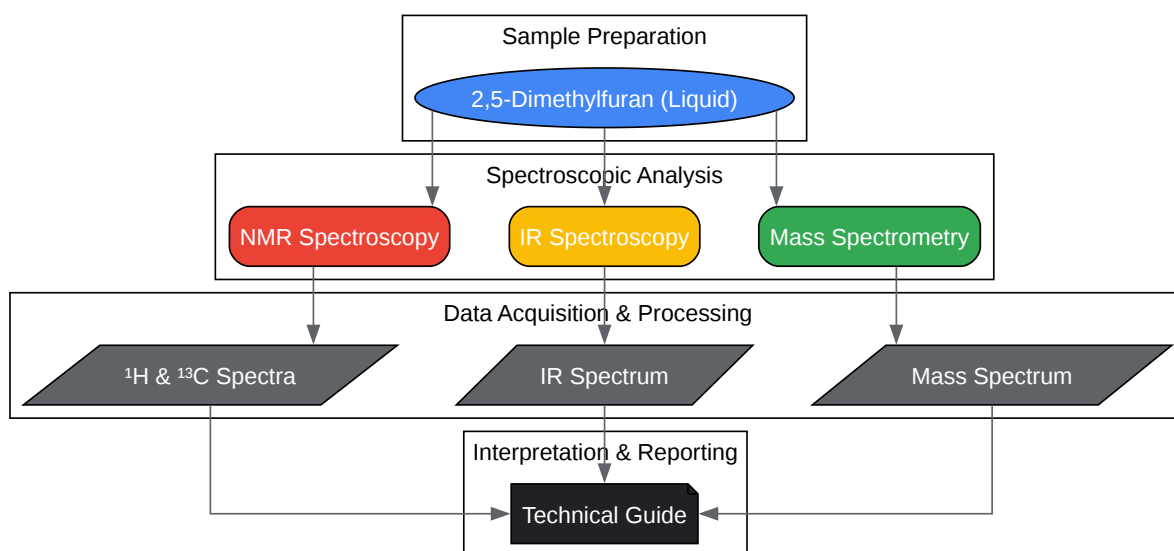 Sample Preparation
2,5-Dimethylfuran (Liquid)
Spectroscopic Analysis
NMR Spectroscopy
IR Spectroscopy
Mass Spectrometry
Data Acquisition & Processing
¹H & ¹³C Spectra
IR Spectrum
Mass Spectrum
Interpretation & Reporting
Technical Guide